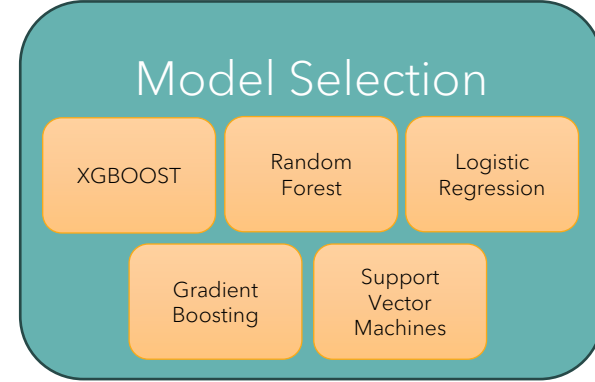 Model Selection
XGBOOST
Random
Forest
Logistic
Regression
Gradient
Boosting
Support
Vector
Machines